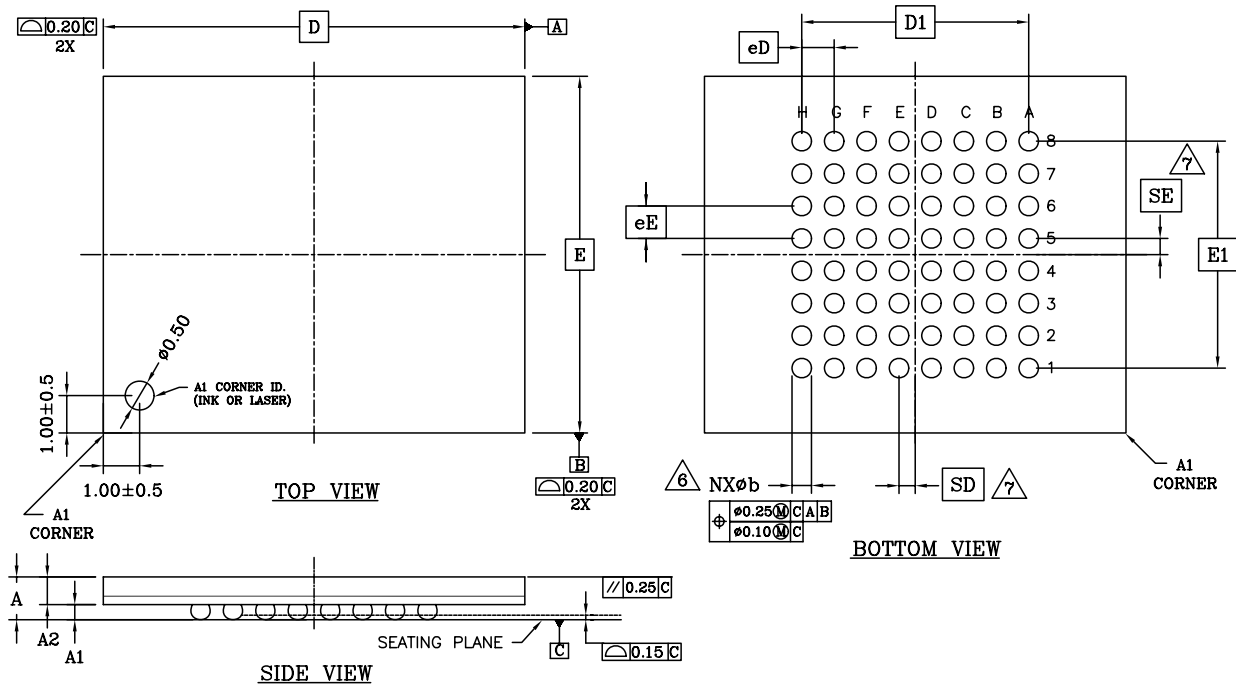 ⌓ 0.20 C
2X
D
A
E
ø0.50
A1 CORNER ID.
(INK OR LASER)
1.00±0.5
1.00±0.5
B
⌓ 0.20 C
2X
TOP VIEW
A1
CORNER
D1
eD
H G F E D C B A
8
7
6
5
4
3
2
1
7
SE
eE
E1
6 NXøb
⌖ ø0.25Ⓜ C A B
ø0.10Ⓜ C
SD 7
A1
CORNER
BOTTOM VIEW
A
A2
A1
// 0.25 C
SEATING PLANE
C
⌓ 0.15 C
SIDE VIEW